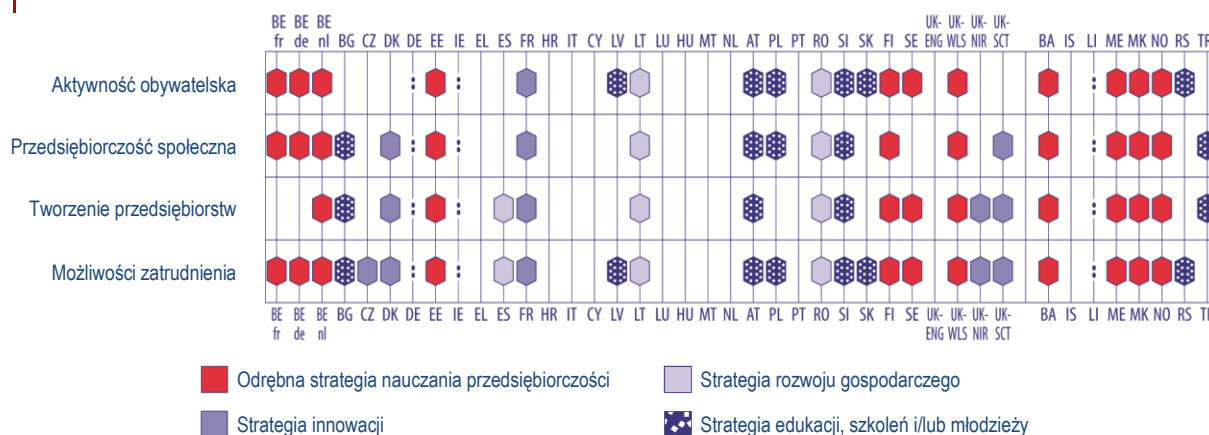 BE BE BE UK- UK- UK- UK-
fr de nl BG CZ DK DE EE IE EL ES FR HR IT CY LV LT LU HU MT NL AT PL PT RO SI SK FI SE ENG WLS NIR SCT BA IS LI ME MK NO RS TR
Aktywność obywatelska
Przedsiębiorczość społeczna
Tworzenie przedsiębiorstw
Możliwości zatrudnienia
BE BE BE BG CZ DK DE EE IE EL ES FR HR IT CY LV LT LU HU MT NL AT PL PT RO SI SK FI SE UK- UK- UK- UK- BA IS LI ME MK NO RS
fr de nl ENG WLS NIR SCT
Odrębna strategia nauczania przedsiębiorczości
Strategia rozwoju gospodarczego
Strategia innowacji
Strategia edukacji, szkoleń i/lub młodzieży